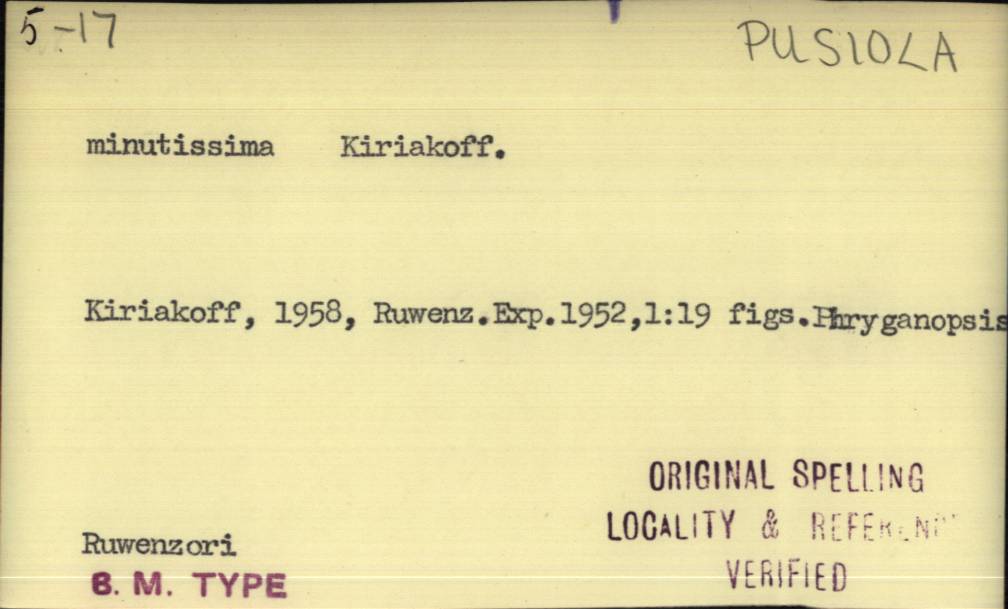 5-17
PUSIOLA
minutissima Kiriakoff.
Kiriakoff, 1958, Ruwenz.Exp.1952,1:19 figs.Phryganopsis
ORIGINAL SPELLING
LOCALITY & REFERENC
Ruwenzori
VERIFIED
B. M. TYPE